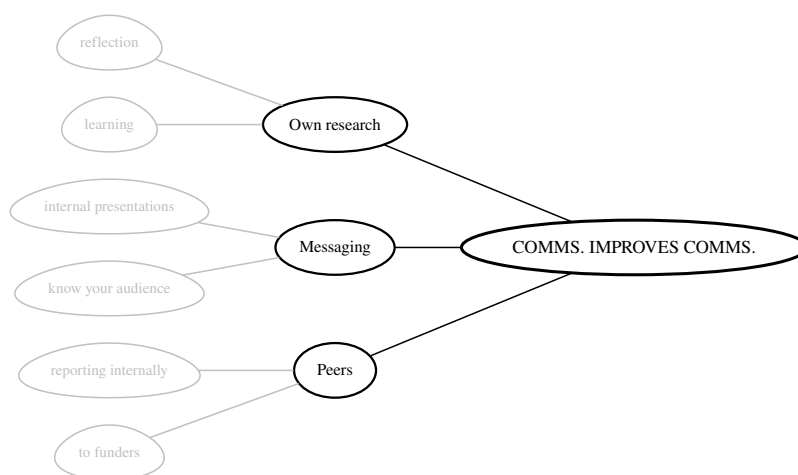 reflection
learning
Own research
internal presentations
know your audience
Messaging
COMMS. IMPROVES COMMS.
reporting internally
to funders
Peers